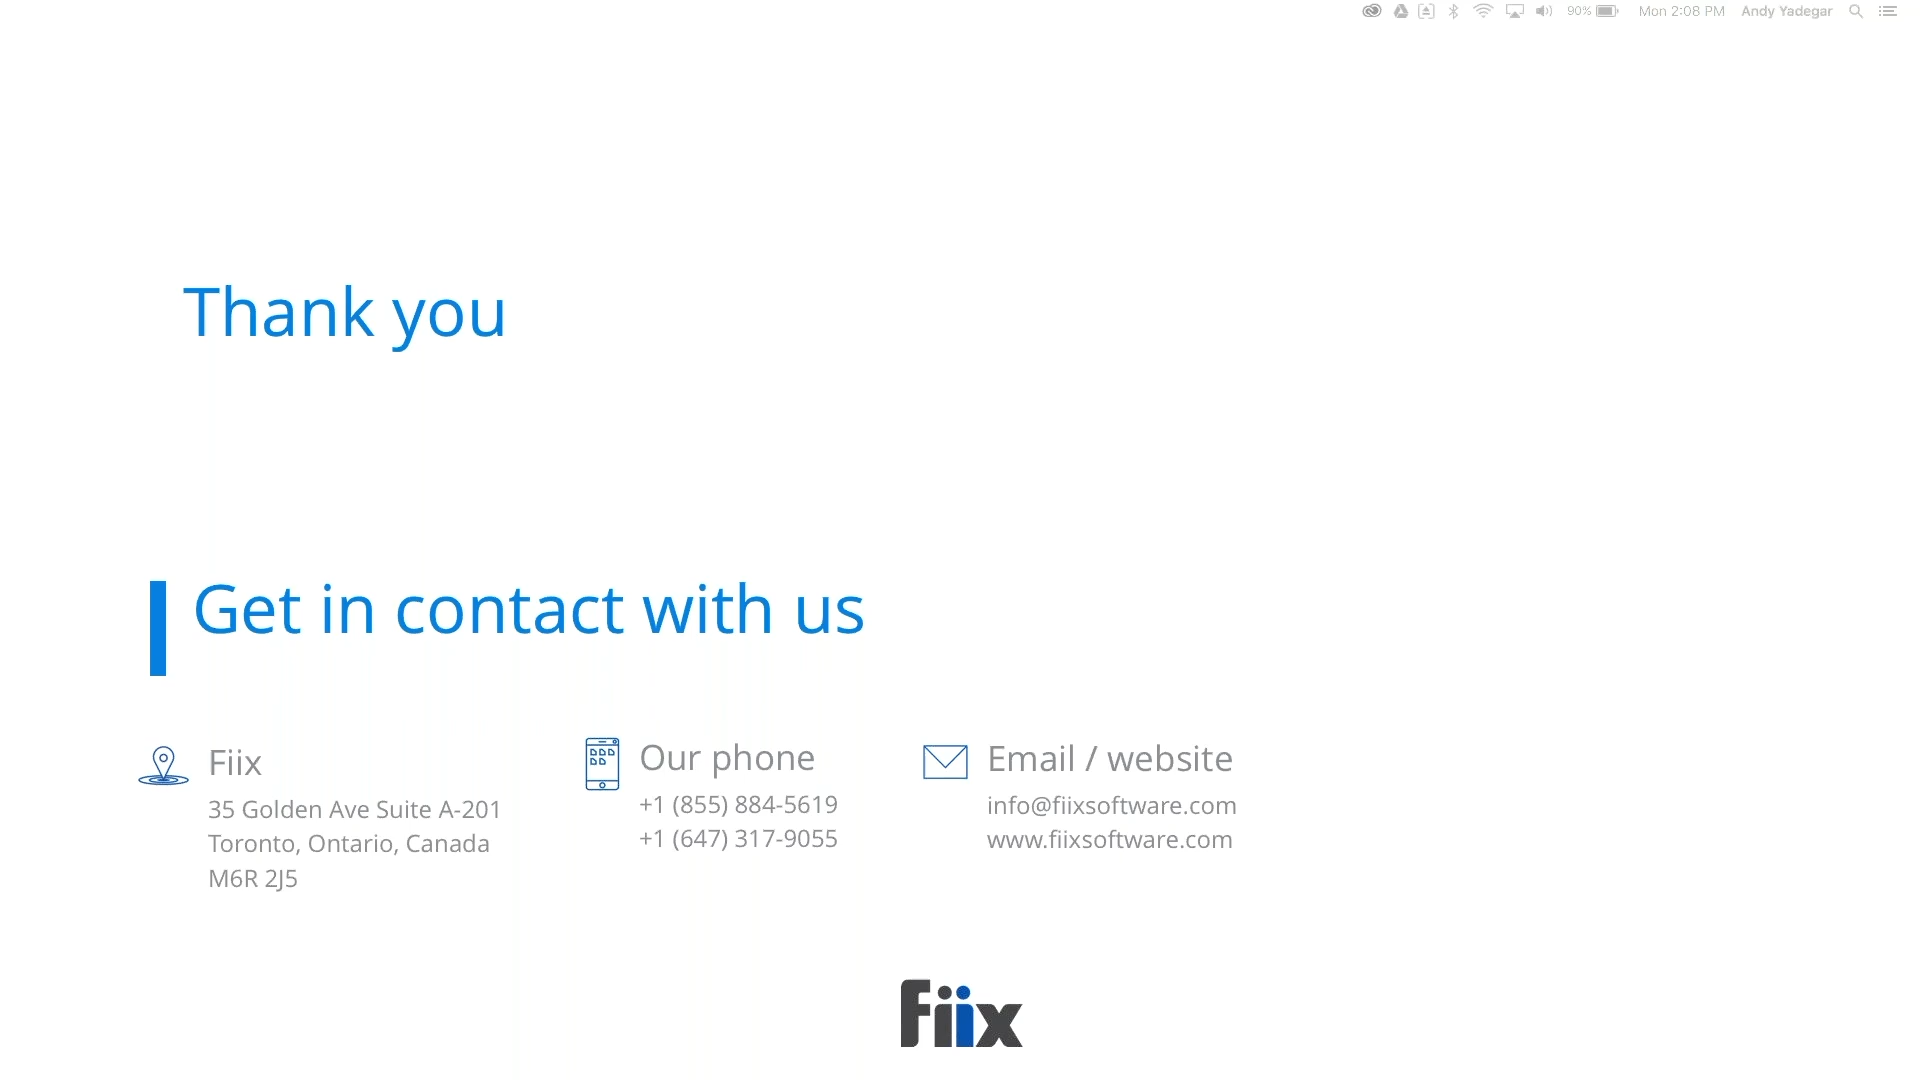 90% Mon 2:08 PM Andy Yadegar
Thank you
Get in contact with us
Fiix
35 Golden Ave Suite A-201
Toronto, Ontario, Canada
M6R 2J5
Our phone
+1 (855) 884-5619
+1 (647) 317-9055
Email / website
info@fiixsoftware.com
www.fiixsoftware.com
Fiix